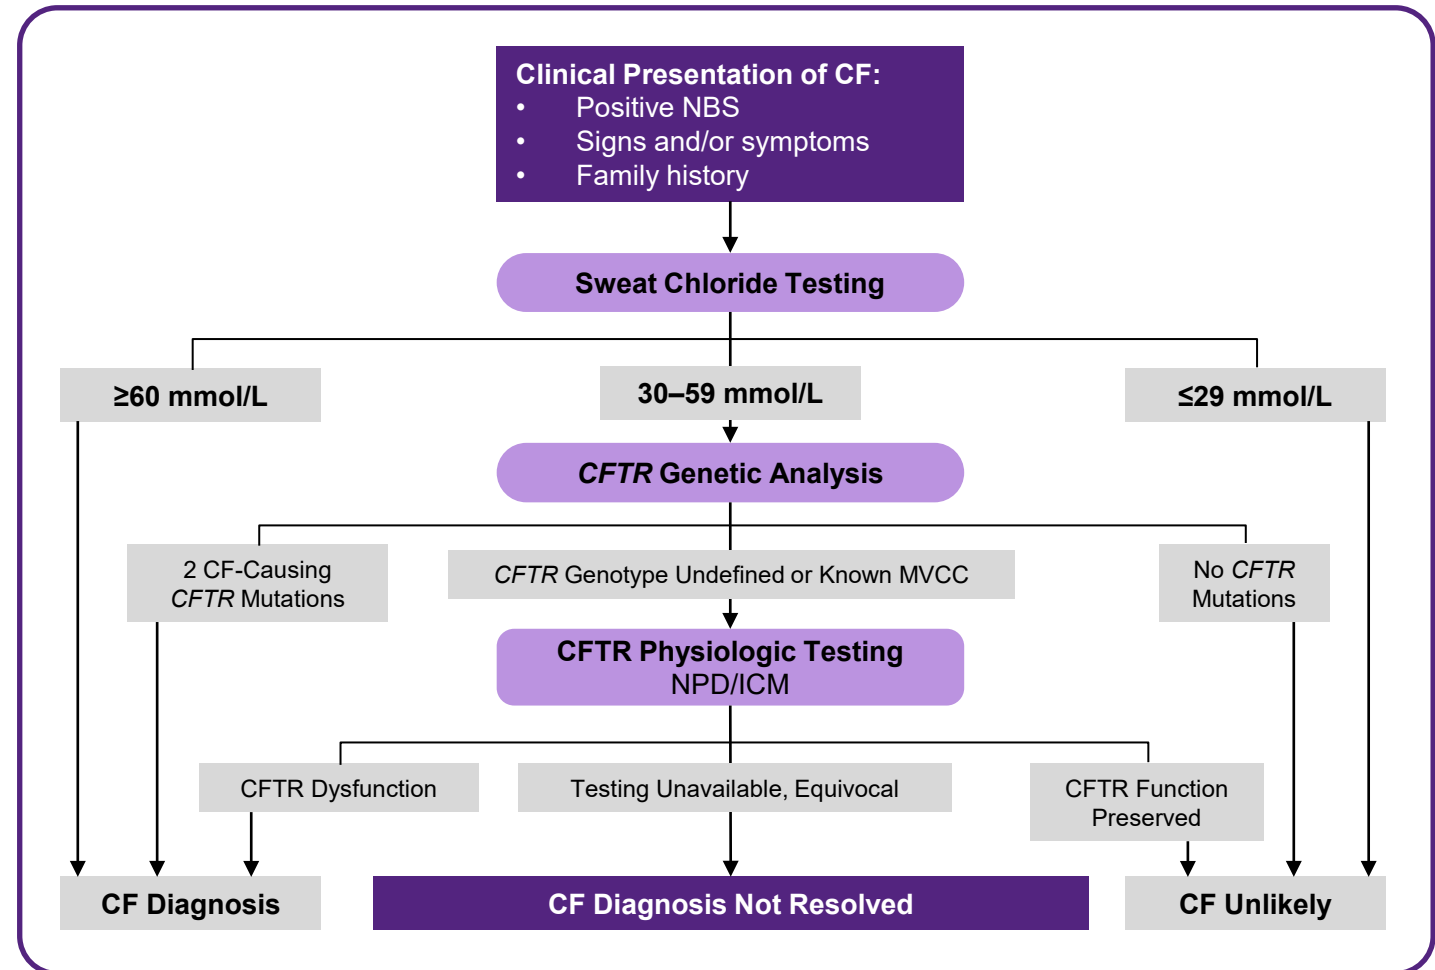 Clinical Presentation of CF:
• Positive NBS
• Signs and/or symptoms
• Family history
Sweat Chloride Testing
≥60 mmol/L
30–59 mmol/L
≤29 mmol/L
CFTR Genetic Analysis
2 CF-Causing
CFTR Mutations
CFTR Genotype Undefined or Known MVCC
No CFTR
Mutations
CFTR Physiologic Testing
NPD/ICM
CFTR Dysfunction
Testing Unavailable, Equivocal
CFTR Function
Preserved
CF Diagnosis
CF Diagnosis Not Resolved
CF Unlikely